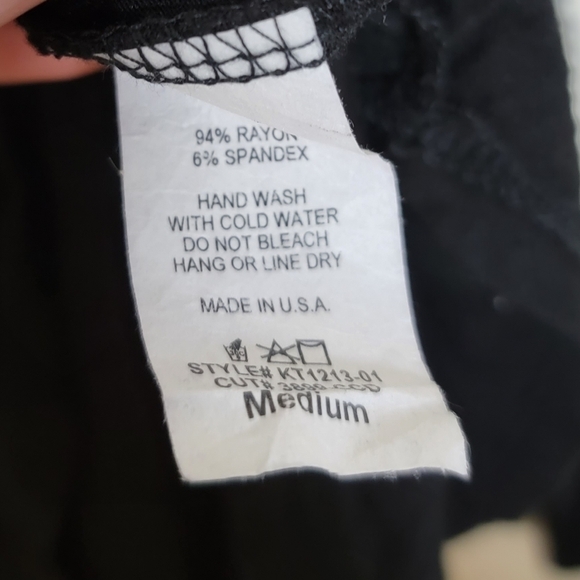 94% RAYON
6% SPANDEX
HAND WASH
WITH COLD WATER
DO NOT BLEACH
HANG OR LINE DRY
MADE IN U.S.A.
STYLE# KT1213-01
CUT#
Medium